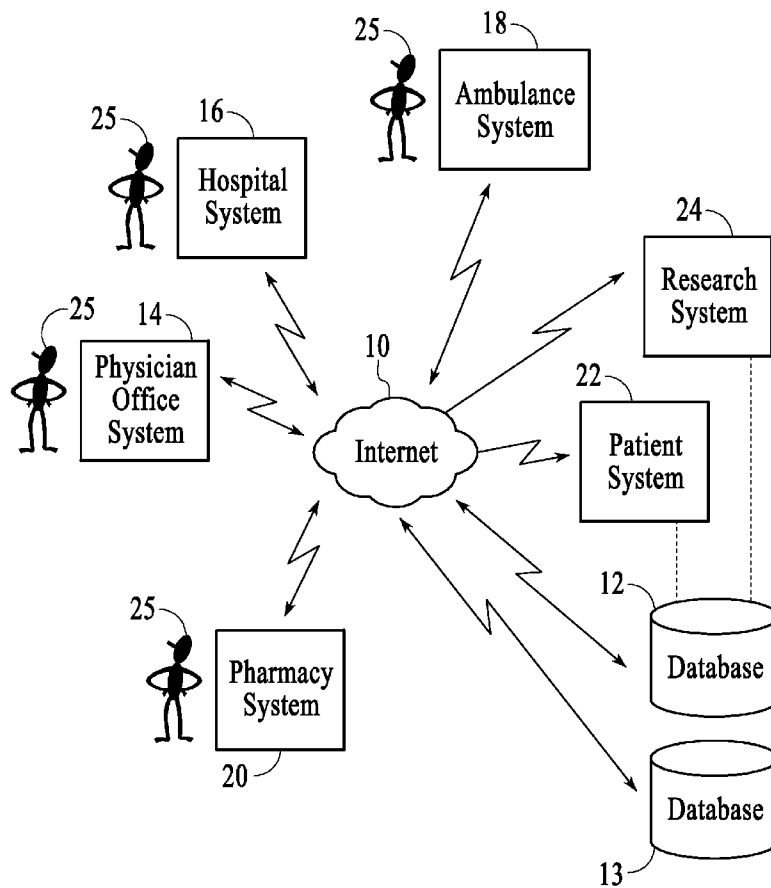 25
18
Ambulance
System
25
16
Hospital
System
24
Research
System
25
14
Physician
Office
System
10
Internet
22
Patient
System
12
Database
25
Pharmacy
System
20
Database
13